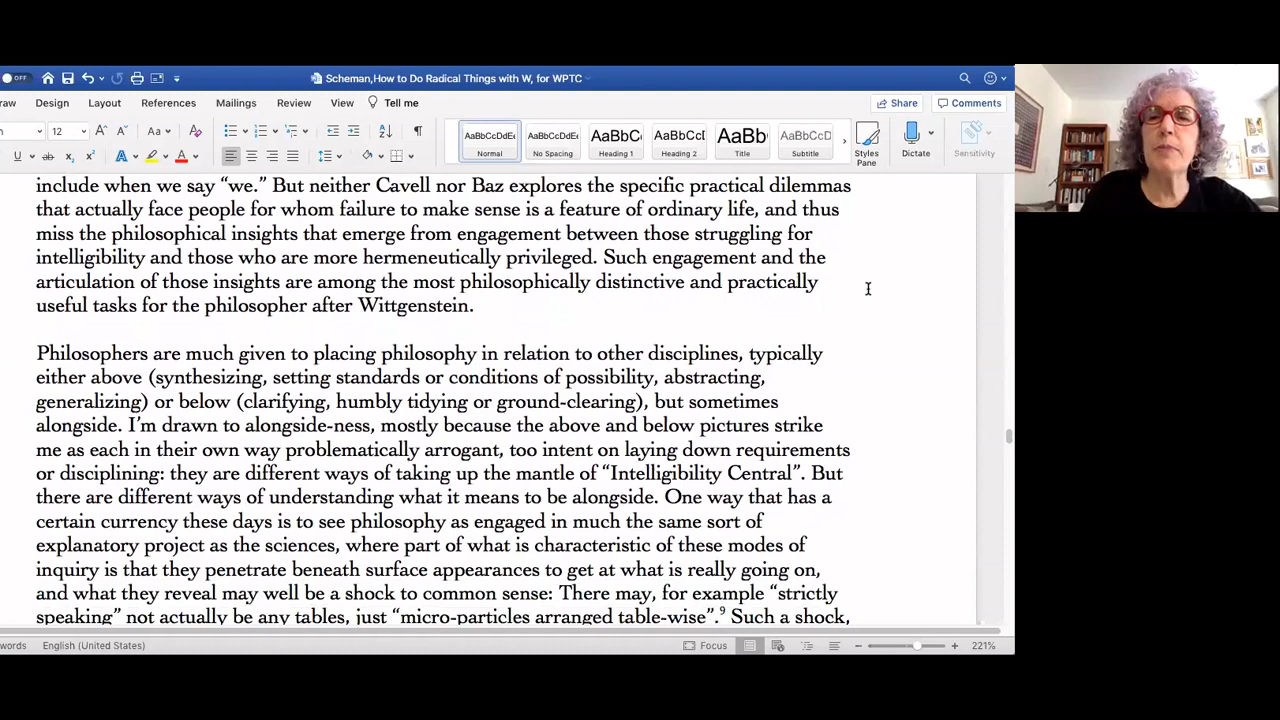 OFF
Scheman,How to Do Radical Things with W, for WPTC
raw Design Layout References Mailings Review View Tell me Share Comments
12 Aa
AaBbCcDdEe AaBbCcDdEe AaBbC AaBbCcD AaBb AaBbCcD
Normal No Spacing Heading 1 Heading 2 Title Subtitle Styles Pane Dictate Sensitivity
include when we say “we.” But neither Cavell nor Baz explores the specific practical dilemmas
that actually face people for whom failure to make sense is a feature of ordinary life, and thus
miss the philosophical insights that emerge from engagement between those struggling for
intelligibility and those who are more hermeneutically privileged. Such engagement and the
articulation of those insights are among the most philosophically distinctive and practically
useful tasks for the philosopher after Wittgenstein.
Philosophers are much given to placing philosophy in relation to other disciplines, typically
either above (synthesizing, setting standards or conditions of possibility, abstracting,
generalizing) or below (clarifying, humbly tidying or ground-clearing), but sometimes
alongside. I’m drawn to alongside-ness, mostly because the above and below pictures strike
me as each in their own way problematically arrogant, too intent on laying down requirements
or disciplining: they are different ways of taking up the mantle of “Intelligibility Central”. But
there are different ways of understanding what it means to be alongside. One way that has a
certain currency these days is to see philosophy as engaged in much the same sort of
explanatory project as the sciences, where part of what is characteristic of these modes of
inquiry is that they penetrate beneath surface appearances to get at what is really going on,
and what they reveal may well be a shock to common sense: There may, for example “strictly
speaking” not actually be any tables, just “micro-particles arranged table-wise”.9 Such a shock,
words English (United States) Focus 221%